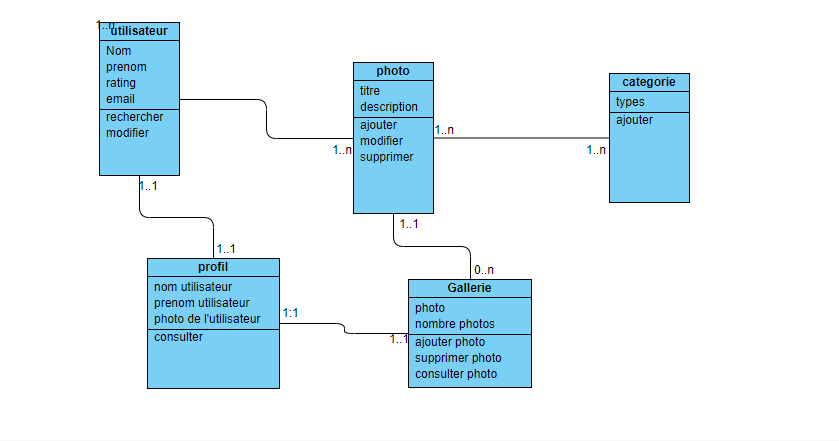 1..n
utilisateur
Nom
prenom
rating
email
rechercher
modifier
1..1
photo
titre
description
ajouter
modifier
supprimer
1..n
1..n
1..n
categorie
types
ajouter
1..1
0..n
1..1
profil
nom utilisateur
prenom utilisateur
photo de l'utilisateur
consulter
1:1
1..1
Gallerie
photo
nombre photos
ajouter photo
supprimer photo
consulter photo